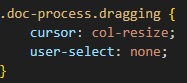 .doc-process.dragging {
    cursor: col-resize;
    user-select: none;
}